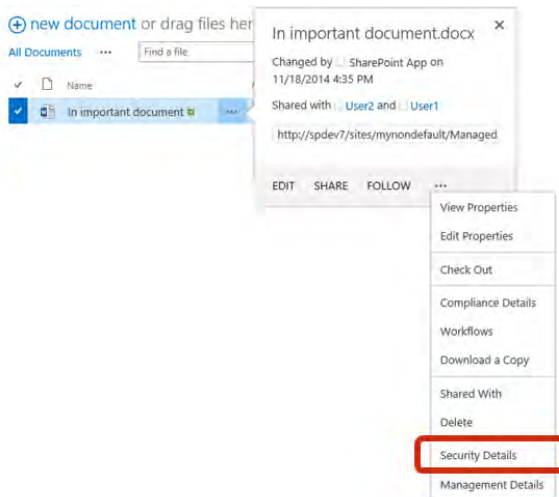 new document or drag files her
All Documents ... Find a file
Name
In important document ...
In important document.docx
Changed by SharePoint App on
11/18/2014 4:35 PM
Shared with User2 and User1
http://spdev7/sites/mynondefault/Managed
EDIT SHARE FOLLOW ...
View Properties
Edit Properties
Check Out
Compliance Details
Workflows
Download a Copy
Shared With
Delete
Security Details
Management Details